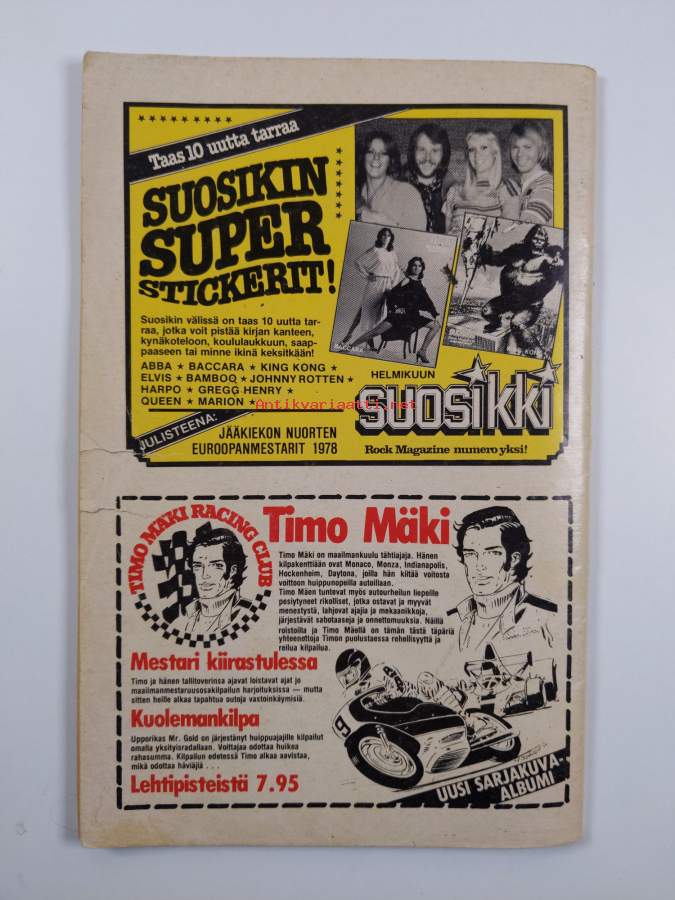 Taas 10 uutta tarraa
SUOSIKIN
SUPER
STICKERIT!
Suosikin välissä on taas 10 uutta tar-
raa, jotka voit pistää kirjan kanteen,
kynäkoteloon, koululaukkuun, saap-
paaseen tai minne ikinä keksitkään!
ABBA ★ BACCARA ★ KING KONG ★
ELVIS ★ BAMBOO ★ JOHNNY ROTTEN ★
HARPO ★ GREGG HENRY ★
QUEEN ★ MARION ★
Antikvariaatti.net
BACCARA
HELMIKUUN
suosikki
JULISTEENA:
JÄÄKIEKON NUORTEN
EUROOPANMESTARIT 1978
Rock Magazine numero yksi!
TIMO MÄKI RACING CLUB
Timo Mäki
Timo Mäki on maailmankuulu tähtiajaja. Hänen
kilpakenttiään ovat Monaco, Monza, Indianapolis,
Hockenheim, Daytona, joilla hän kiitää voitosta
voittoon huippunopeilla autoillaan.
Timo Mäen tuntevat myös autourheilun liepeille
pesiytyneet rikolliset, jotka ostavat ja myyvät
menestystä, lahjovat ajajia ja mekaanikkoja,
järjestävät sabotaaseja ja onnettomuuksia. Näillä
roistoilla ja Timo Mäellä on tämän tästä täpäriä
yhteenottoja Timon puolustaessa rehellisyyttä ja
reilua kilpailua.
Mestari kiirastulessa
Timo ja hänen tallitoverinsa ajavat loistavat ajat jo
maailmanmestaruusosakilpailun harjoituksissa — mutta
sitten heille alkaa tapahtua outoja vastoinkäymisiä.
Kuolemankilpa
Upporikas Mr. Gold on järjestänyt huippuajajille kilpailut
omalla yksityisradallaan. Voittajaa odottaa huikea
rahasumma. Kilpailun edetessä Timo alkaa aavistaa,
mikä odottaa häviäjiä . . .
Lehtipisteistä 7.95
9
UUSI SARJAKUVA-
ALBUMI